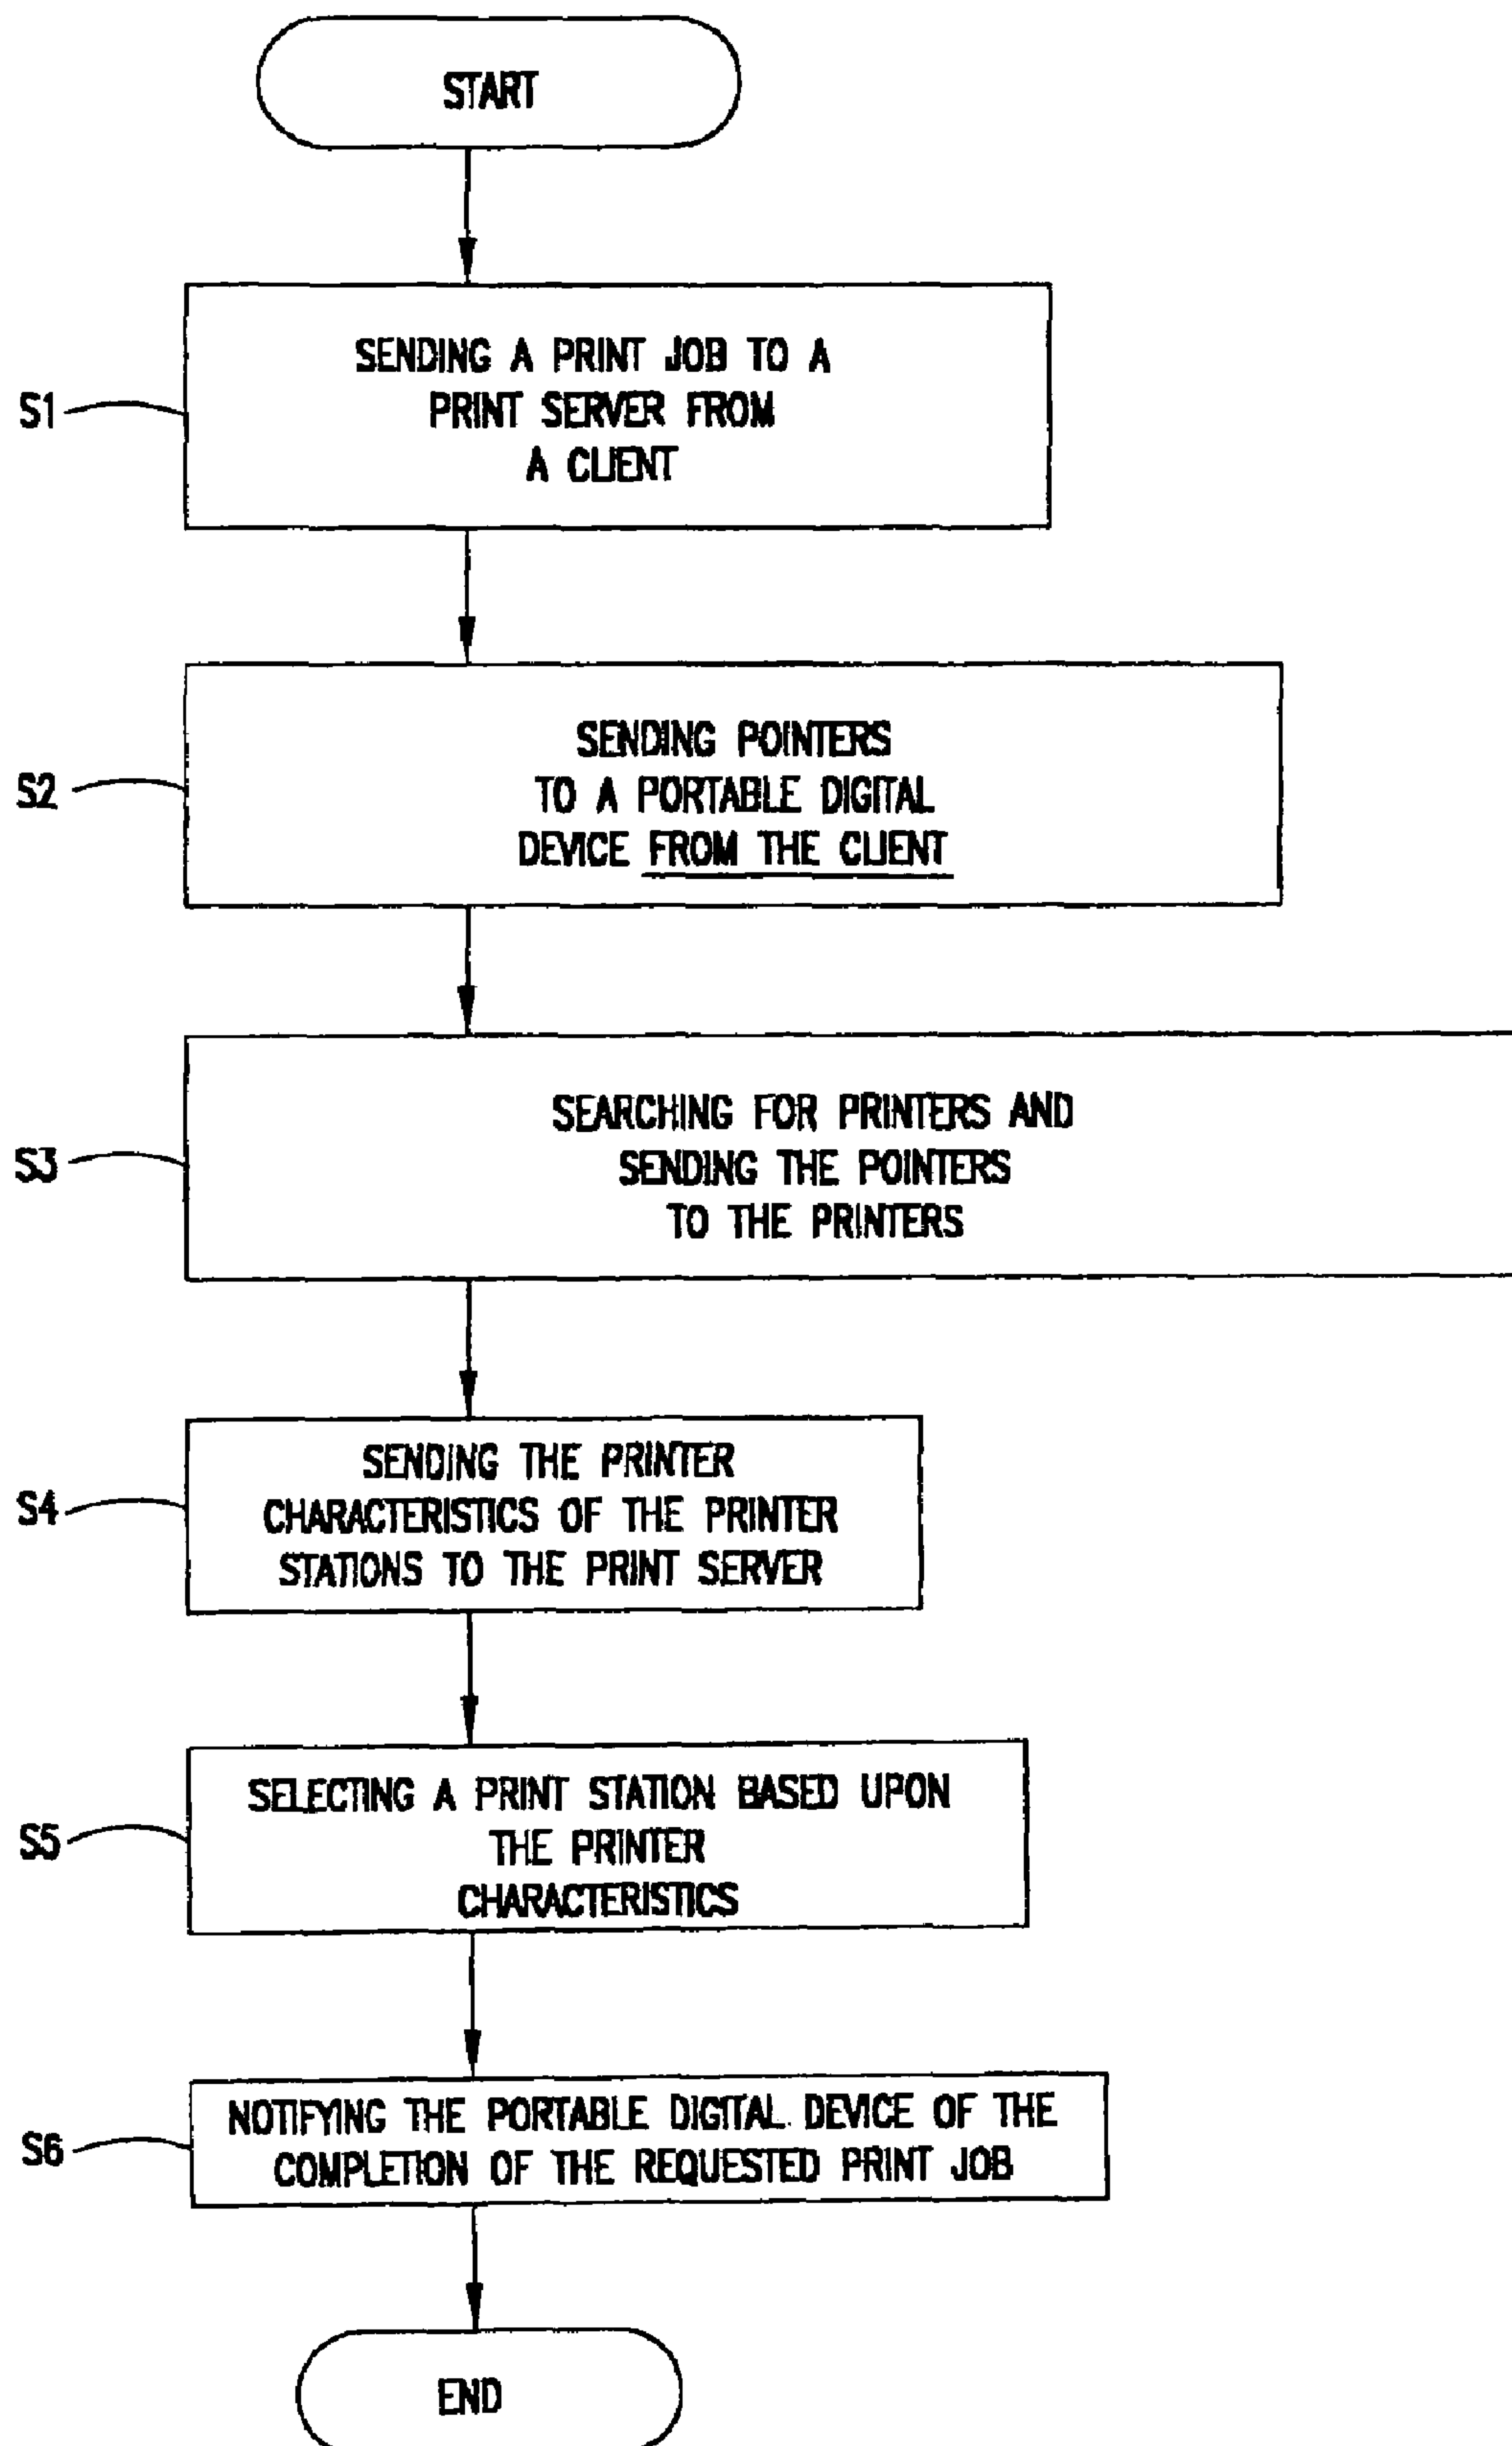 START
S1
SENDING A PRINT JOB TO A
PRINT SERVER FROM
A CLIENT
S2
SENDING POINTERS
TO A PORTABLE DIGITAL
DEVICE FROM THE CLIENT
S3
SEARCHING FOR PRINTERS AND
SENDING THE POINTERS
TO THE PRINTERS
S4
SENDING THE PRINTER
CHARACTERISTICS OF THE PRINTER
STATIONS TO THE PRINT SERVER
S5
SELECTING A PRINT STATION BASED UPON
THE PRINTER
CHARACTERISTICS
S6
NOTIFYING THE PORTABLE DIGITAL DEVICE OF THE
COMPLETION OF THE REQUESTED PRINT JOB
END